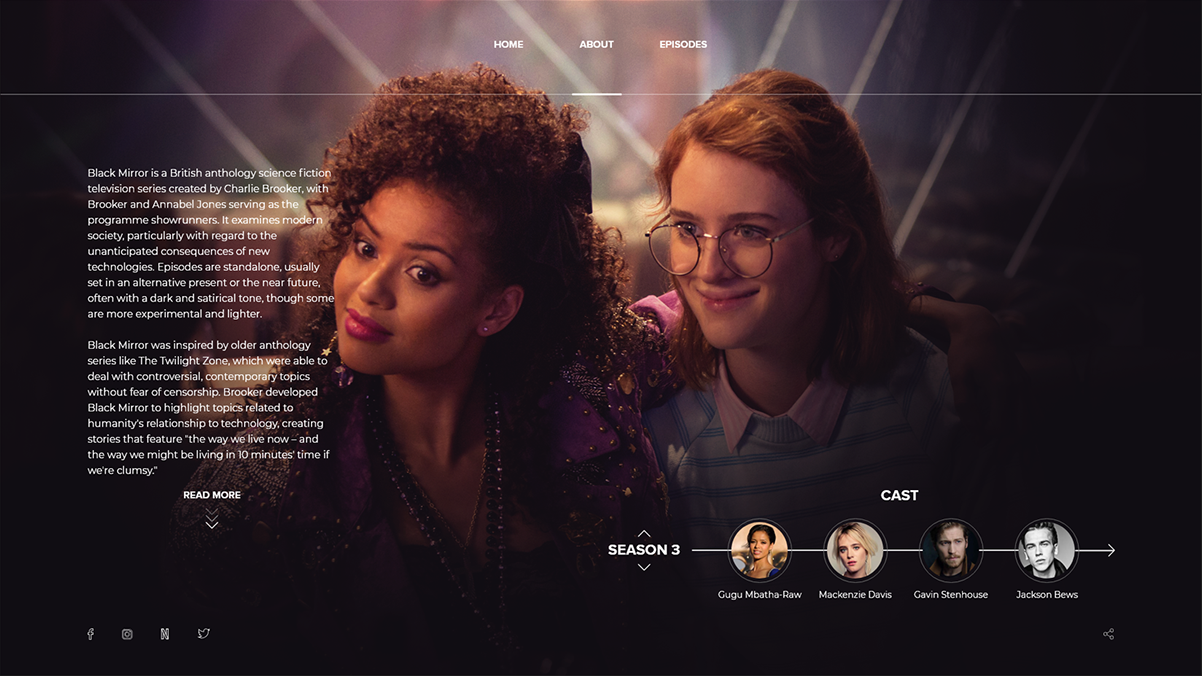 HOME ABOUT EPISODES
Black Mirror is a British anthology science fiction
television series created by Charlie Brooker, with
Brooker and Annabel Jones serving as the
programme showrunners. It examines modern
society, particularly with regard to the
unanticipated consequences of new
technologies. Episodes are standalone, usually
set in an alternative present or the near future,
often with a dark and satirical tone, though some
are more experimental and lighter.
Black Mirror was inspired by older anthology
series like The Twilight Zone, which were able to
deal with controversial, contemporary topics
without fear of censorship. Brooker developed
Black Mirror to highlight topics related to
humanity's relationship to technology, creating
stories that feature "the way we live now – and
the way we might be living in 10 minutes' time if
we're clumsy."
READ MORE
CAST
SEASON 3
Gugu Mbatha-Raw Mackenzie Davis Gavin Stenhouse Jackson Bews